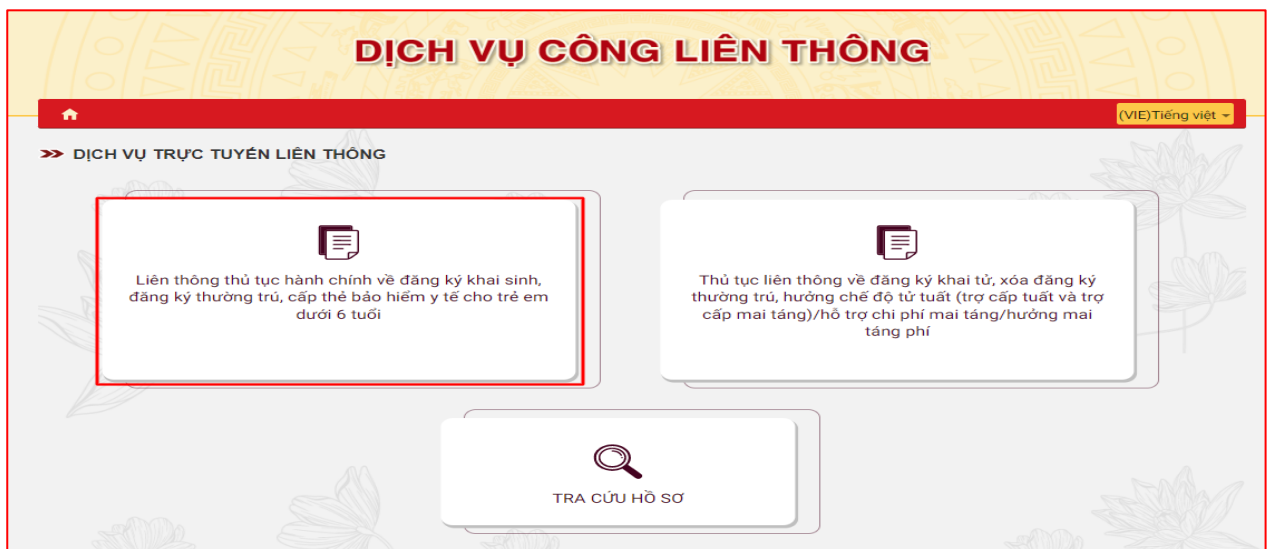 DỊCH VỤ CÔNG LIÊN THÔNG
(VIE)Tiếng việt
DỊCH VỤ TRỰC TUYẾN LIÊN THÔNG
Liên thông thủ tục hành chính về đăng ký khai sinh,
đăng ký thường trú, cấp thẻ bảo hiểm y tế cho trẻ em
dưới 6 tuổi
Thủ tục liên thông về đăng ký khai tử, xóa đăng ký
thường trú, hưởng chế độ tử tuất (trợ cấp tuất và trợ
cấp mai táng)/hỗ trợ chi phí mai táng/hưởng mai
táng phí
TRA CỨU HỒ SƠ